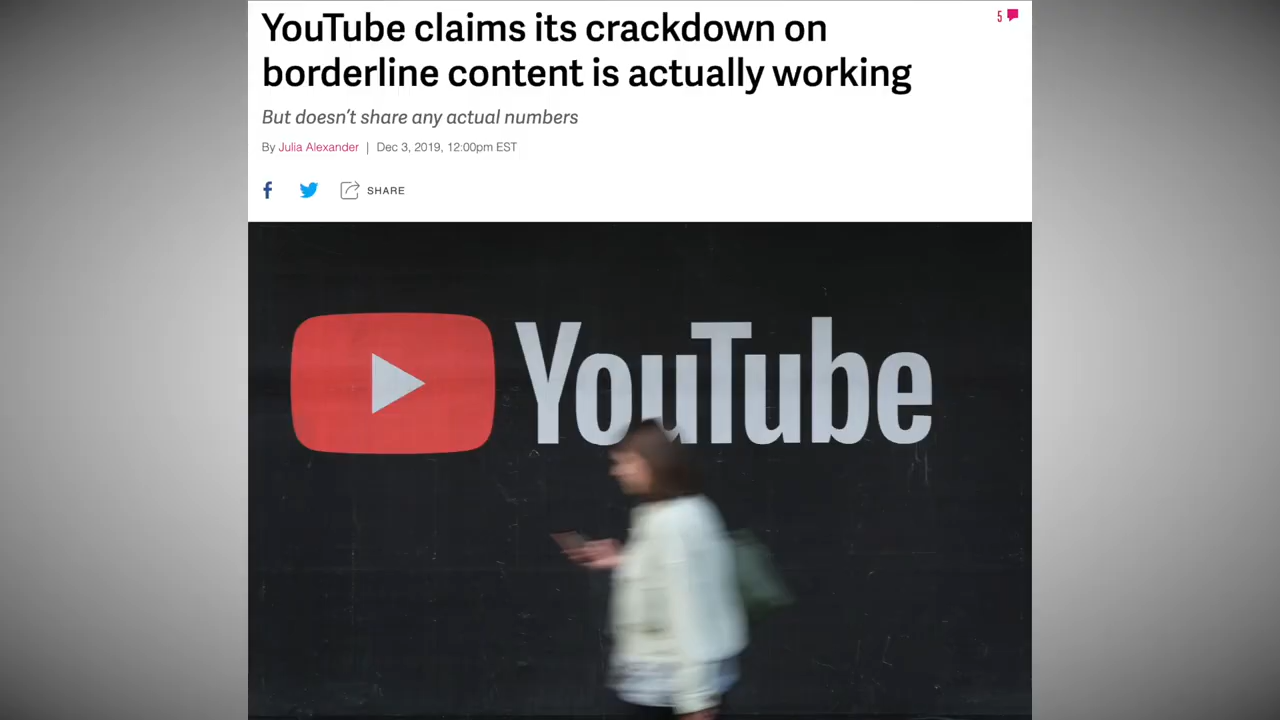 YouTube claims its crackdown on
borderline content is actually working
5
But doesn’t share any actual numbers
By Julia Alexander | Dec 3, 2019, 12:00pm EST
SHARE
YouTube